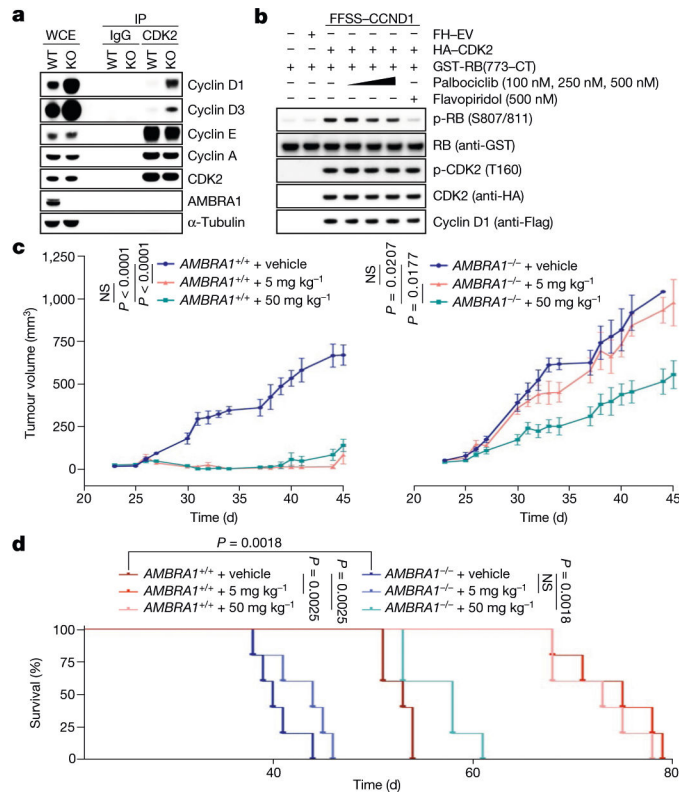 a
IP
WCE
IgG
CDK2
WT
KO
WT
KO
WT
KO
Cyclin D1
Cyclin D3
Cyclin E
Cyclin A
CDK2
AMBRA1
α-Tubulin
b
FFSS–CCND1
– + – – – – – FH–EV
– – + + + + + HA–CDK2
+ + + + + + + GST-RB(773–CT)
– – – – Palbociclib (100 nM, 250 nM, 500 nM)
– – – – – – + Flavopiridol (500 nM)
p-RB (S807/811)
RB (anti-GST)
p-CDK2 (T160)
CDK2 (anti-HA)
Cyclin D1 (anti-Flag)
c
Tumour volume (mm³)
1,250
1,000
750
500
250
0
NS
P < 0.0001
P < 0.0001
AMBRA1+/+ + vehicle
AMBRA1+/+ + 5 mg kg⁻¹
AMBRA1+/+ + 50 mg kg⁻¹
20 25 30 35 40 45
Time (d)
NS
P = 0.0207
P = 0.0177
AMBRA1−/− + vehicle
AMBRA1−/− + 5 mg kg⁻¹
AMBRA1−/− + 50 mg kg⁻¹
20 25 30 35 40 45
Time (d)
d
P = 0.0018
AMBRA1+/+ + vehicle
AMBRA1+/+ + 5 mg kg⁻¹
AMBRA1+/+ + 50 mg kg⁻¹
P = 0.0025
P = 0.0025
AMBRA1−/− + vehicle
AMBRA1−/− + 5 mg kg⁻¹
AMBRA1−/− + 50 mg kg⁻¹
NS
P = 0.0018
Survival (%)
100
75
50
25
0
40 60 80
Time (d)